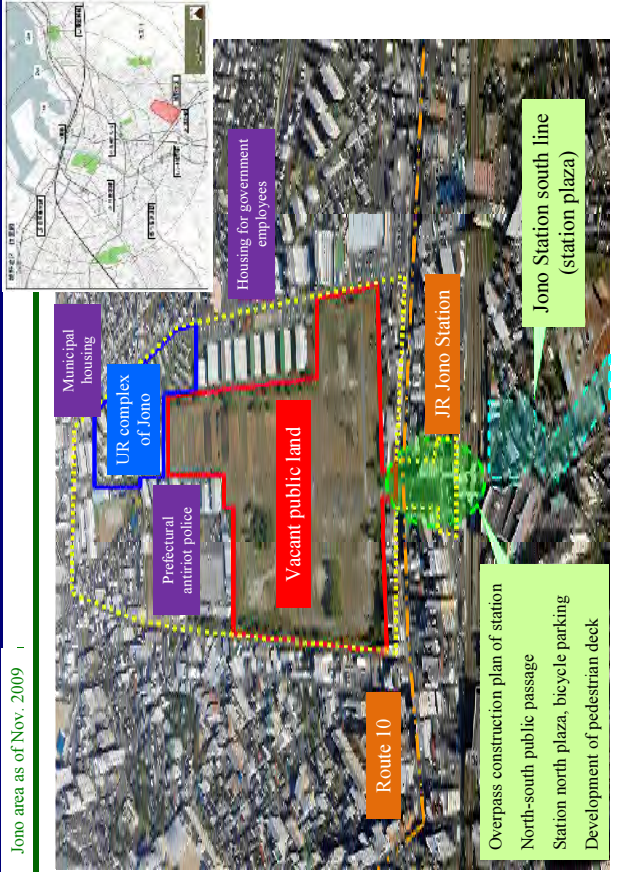 Jono area as of Nov. 2009
Municipal
housing
UR complex
of Jono
Housing for government
employees
Prefectural
antiriot police
Vacant public land
Route 10
JR Jono Station
Jono Station south line
(station plaza)
Overpass construction plan of station
North-south public passage
Station north plaza, bicycle parking
Development of pedestrian deck